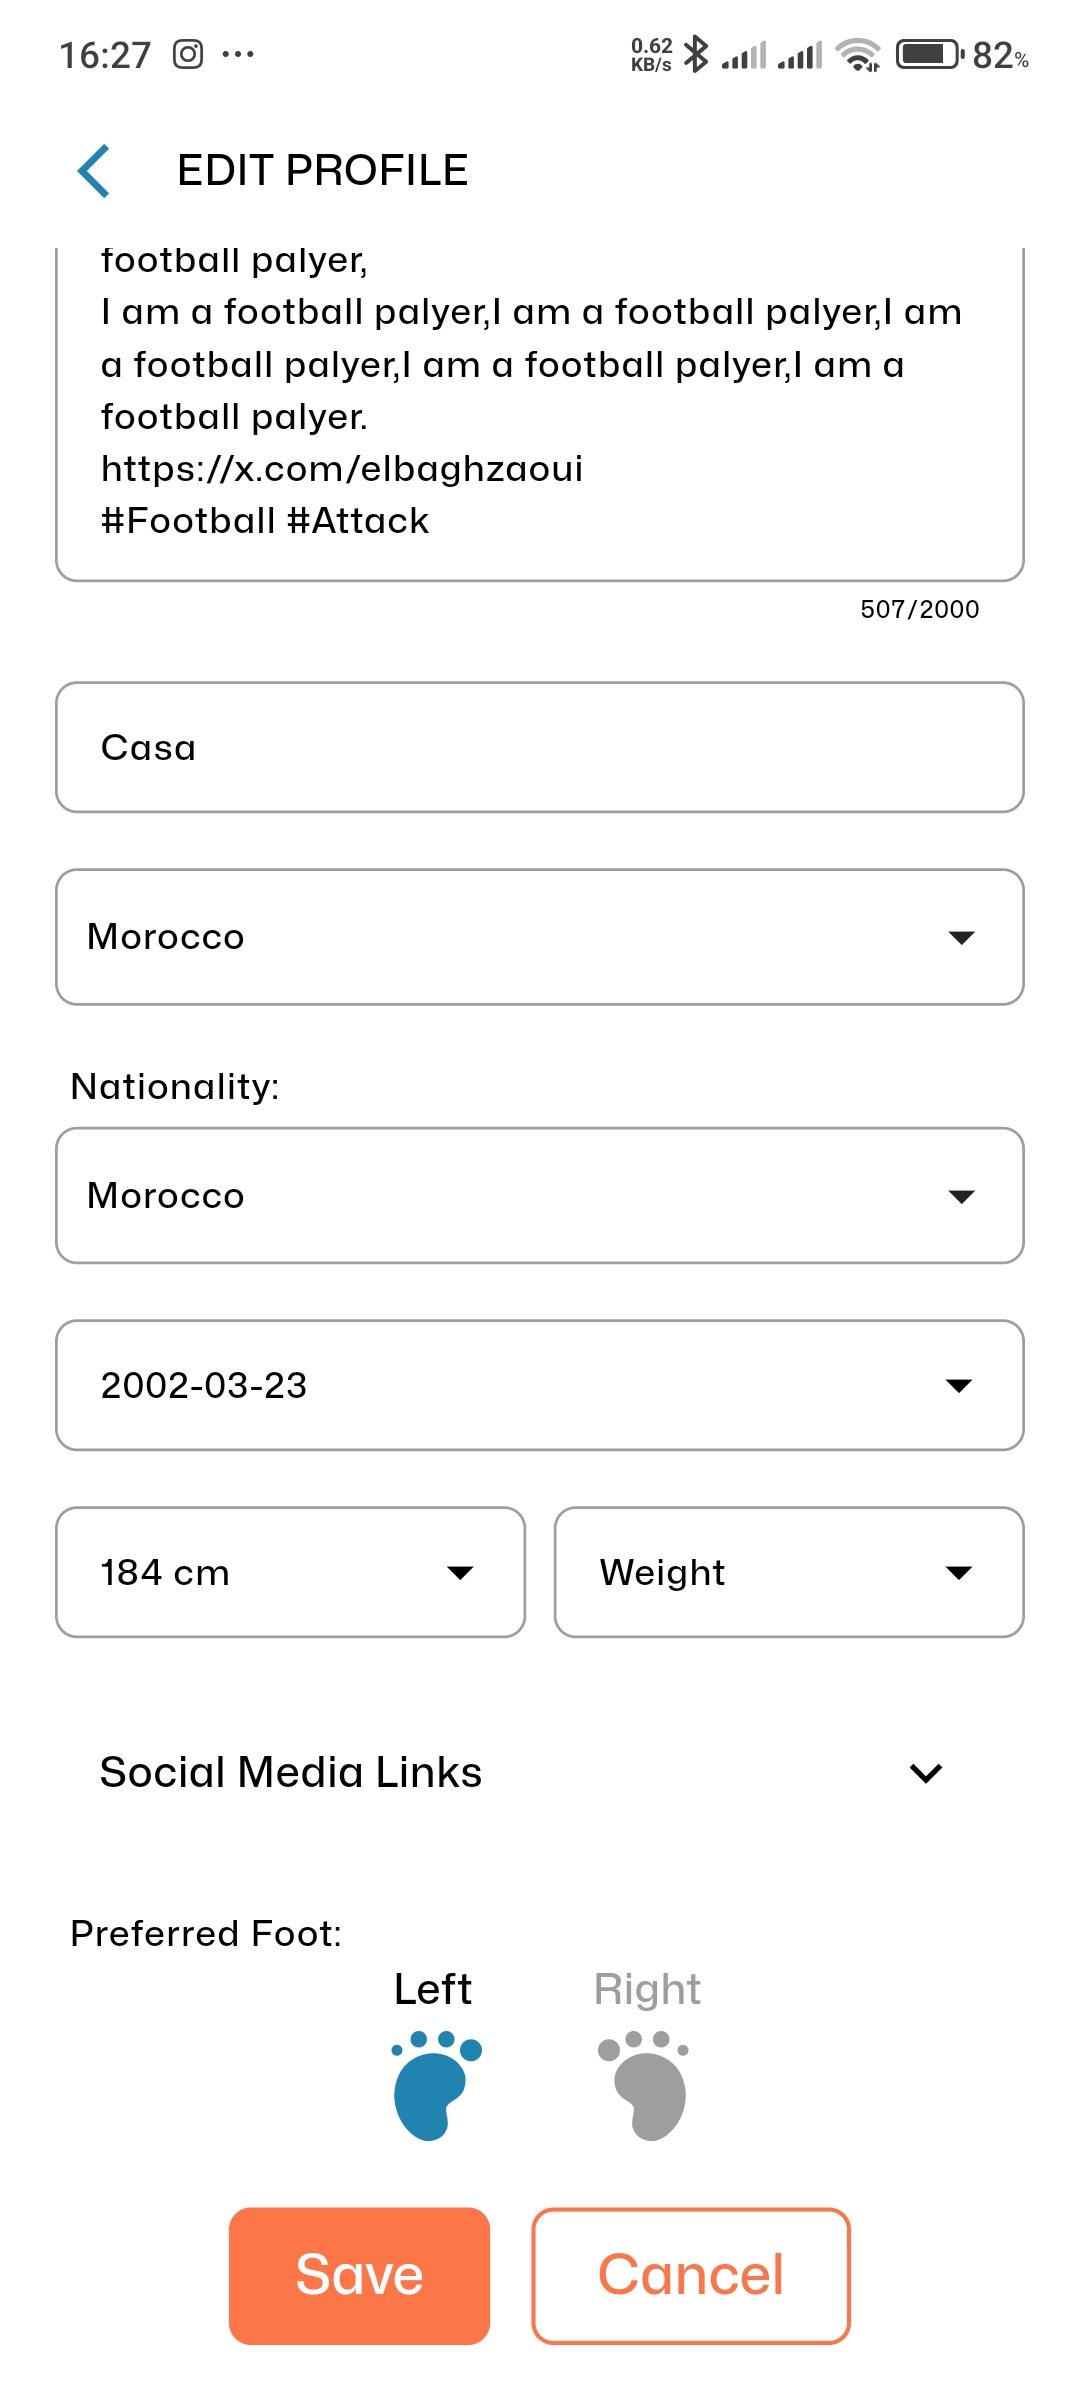 16:27 0.62 KB/s 82%
EDIT PROFILE
football palyer,
I am a football palyer,I am a football palyer,I am
a football palyer,I am a football palyer,I am a
football palyer.
https://x.com/elbaghzaoui
#Football #Attack
507/2000
Casa
Morocco
Nationality:
Morocco
2002-03-23
184 cm Weight
Social Media Links
Preferred Foot:
Left Right
Save Cancel